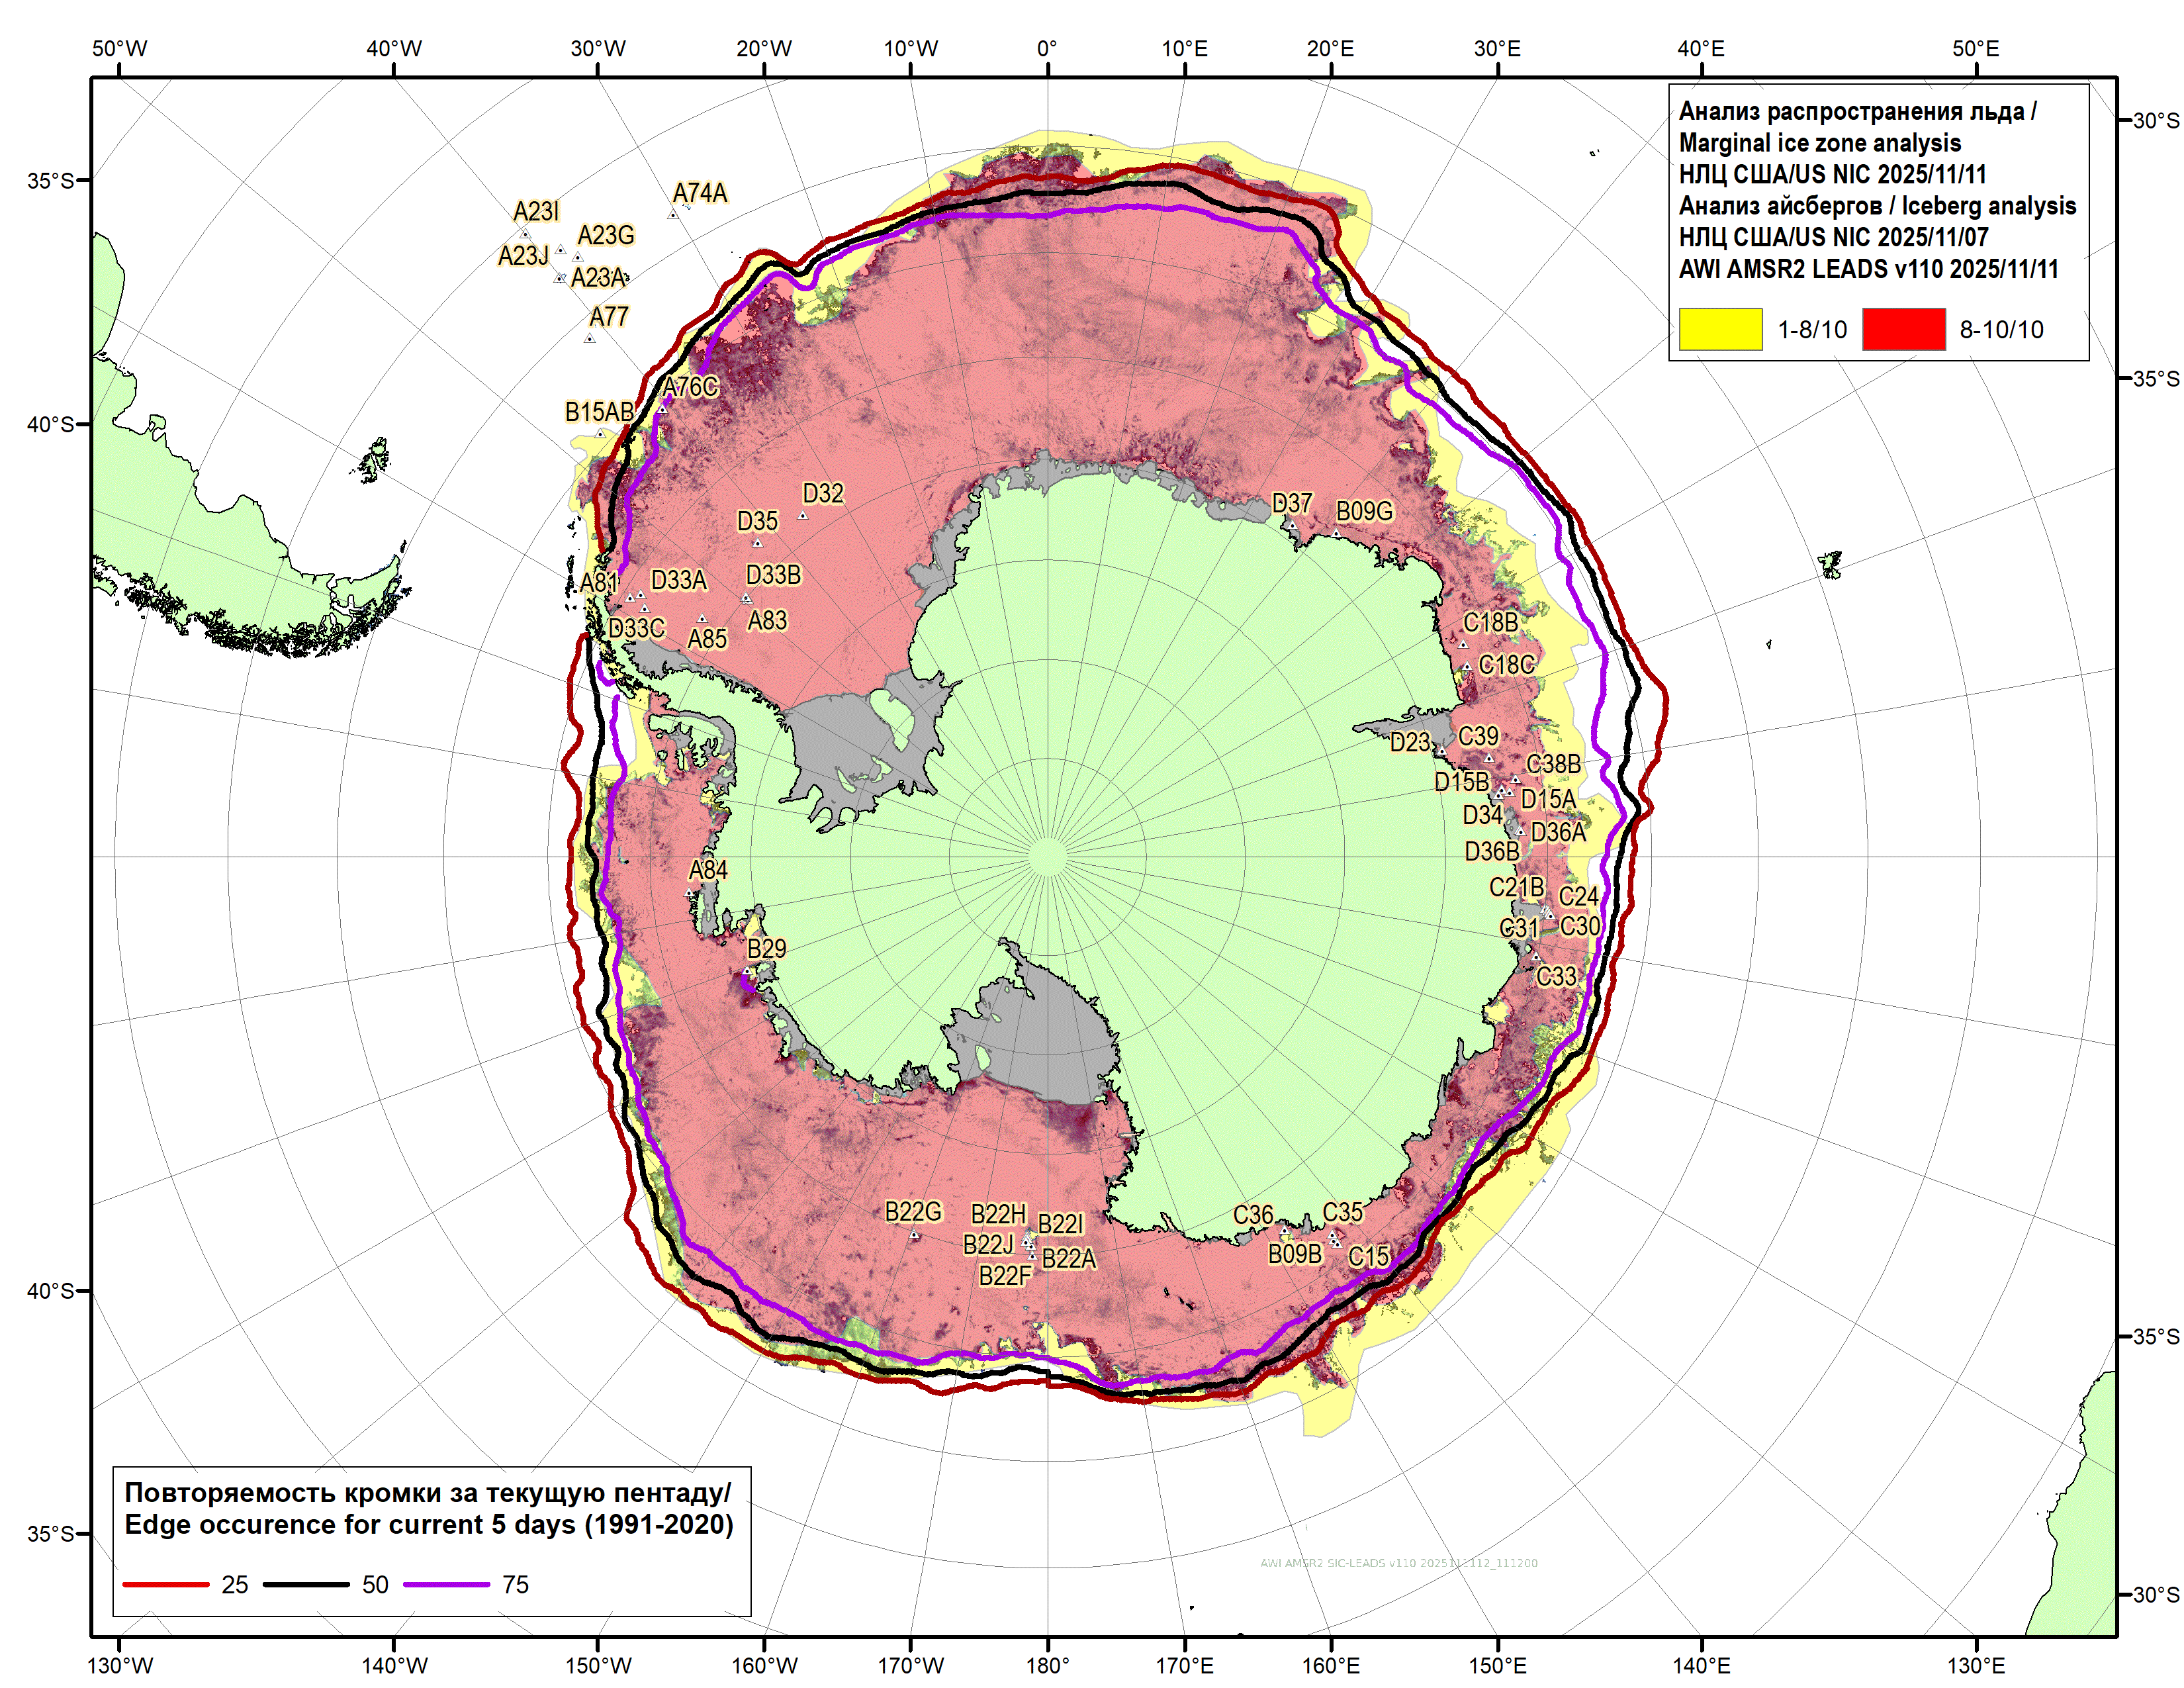 50°W 40°W 30°W 20°W 10°W 0° 10°E 20°E 30°E 40°E 50°E
30°S
Анализ распространения льда /
Marginal ice zone analysis
НЛЦ США/US NIC 2025/11/11
Анализ айсбергов / Iceberg analysis
НЛЦ США/US NIC 2025/11/07
AWI AMSR2 LEADS v110 2025/11/11
1-8/10 8-10/10
35°S
35°S
40°S
A74A
A23I
A23G
A23J
A23A
A77
A76C
B15AB
D32
D35
D37
B09G
A81
D33A
D33B
D33C
A85
A83
C18B
C18C
D23
C39
C38B
D15B
D15A
D34
D36A
D36B
A84
C21B
C24
C31
C30
C33
B29
B22G
B22H
B22I
B22J
B22A
B22F
C36
C35
B09B
C15
40°S
35°S
35°S
30°S
Повторяемость кромки за текущую пентаду/
Edge occurence for current 5 days (1991-2020)
25 50 75
AWI AMSR2 SIC-LEADS v110 2025111112_111200
130°W 140°W 150°W 160°W 170°W 180° 170°E 160°E 150°E 140°E 130°E